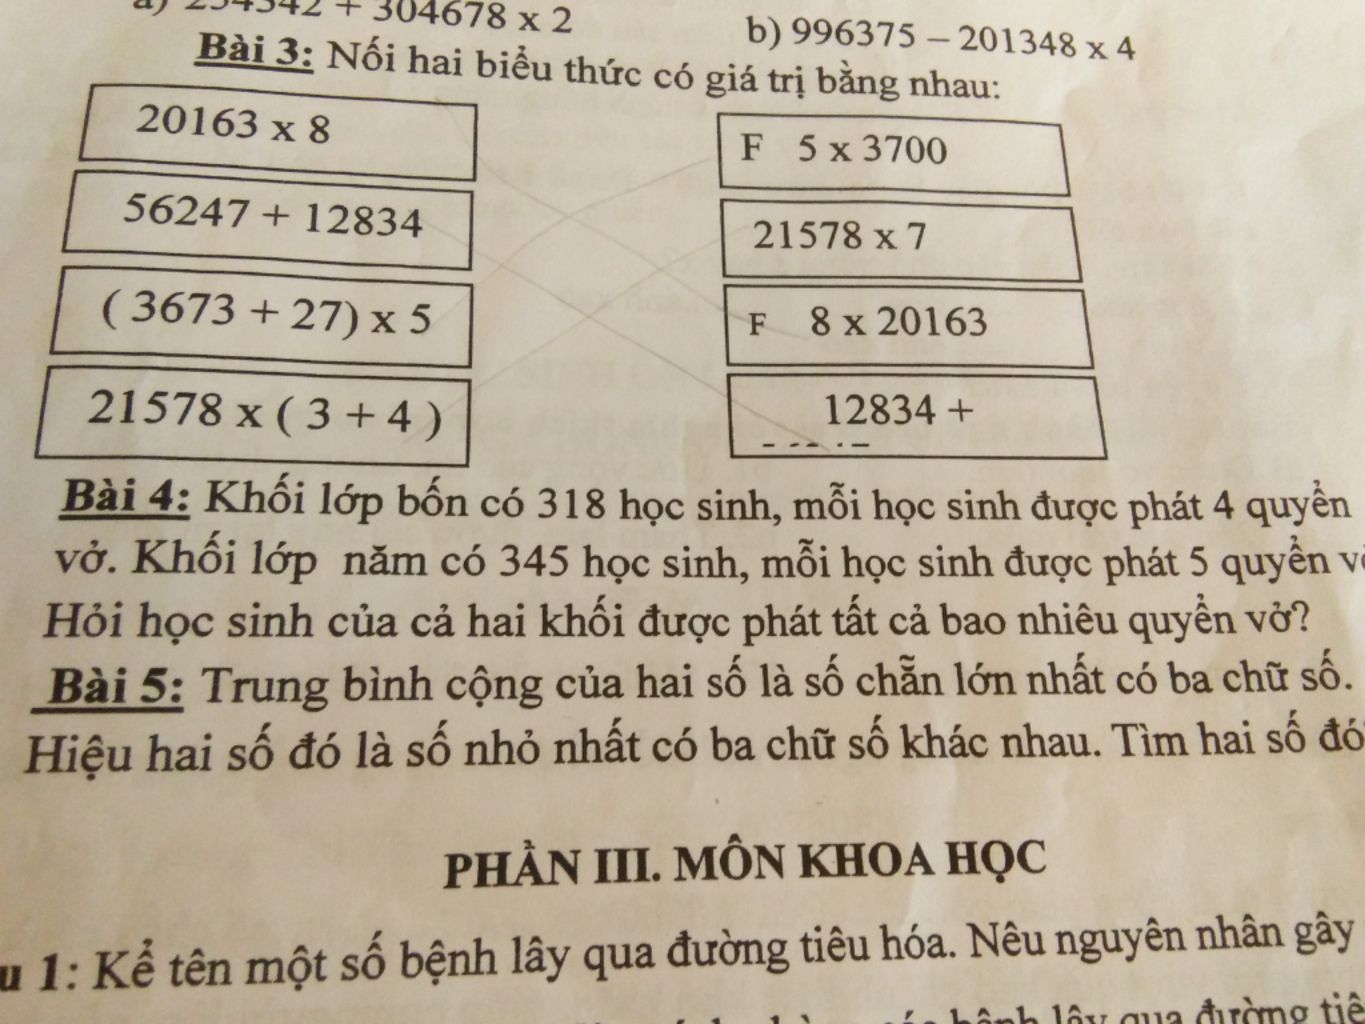 + 304678 x 2
b) 996375 – 201348 x 4
Bài 3: Nối hai biểu thức có giá trị bằng nhau:
20163 x 8
F 5 x 3700
56247 + 12834
21578 x 7
( 3673 + 27) x 5
F 8 x 20163
21578 x ( 3 + 4 )
12834 +
Bài 4: Khối lớp bốn có 318 học sinh, mỗi học sinh được phát 4 quyển
vở. Khối lớp năm có 345 học sinh, mỗi học sinh được phát 5 quyển
Hỏi học sinh của cả hai khối được phát tất cả bao nhiêu quyển vở?
Bài 5: Trung bình cộng của hai số là số chẵn lớn nhất có ba chữ số.
Hiệu hai số đó là số nhỏ nhất có ba chữ số khác nhau. Tìm hai số đó
PHẦN III. MÔN KHOA HỌC
u 1: Kể tên một số bệnh lây qua đường tiêu hóa. Nêu nguyên nhân gây
bệnh lây qua đường